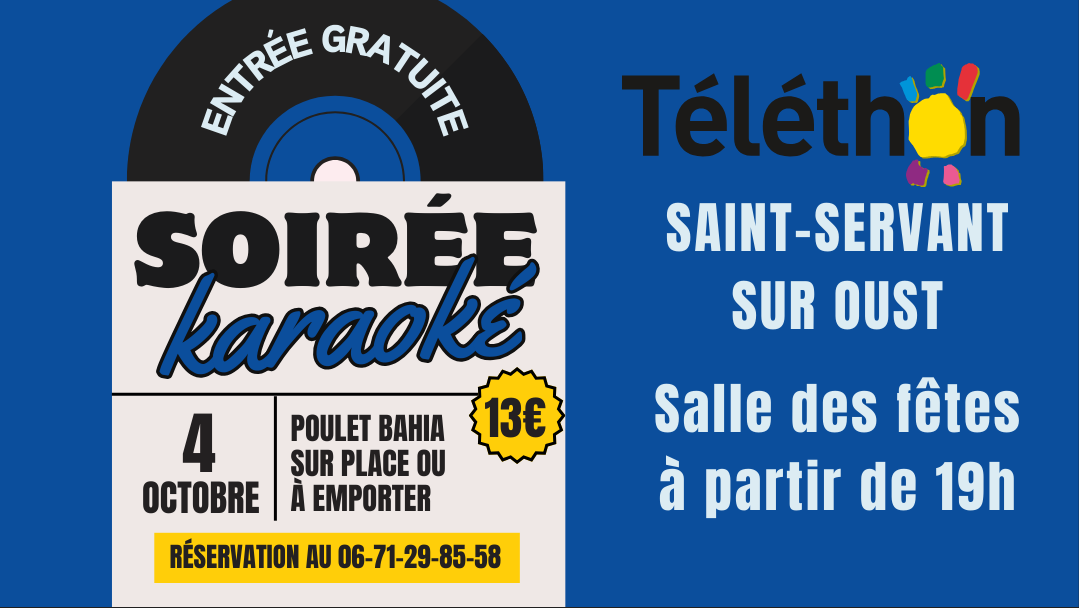 ENTRÉE GRATUITE
SOIRÉE
karaoké
4
OCTOBRE
POULET BAHIA
SUR PLACE OU
À EMPORTER
13€
RÉSERVATION AU 06-71-29-85-58
Téléthon
SAINT-SERVANT
SUR OUST
Salle des fêtes
à partir de 19h